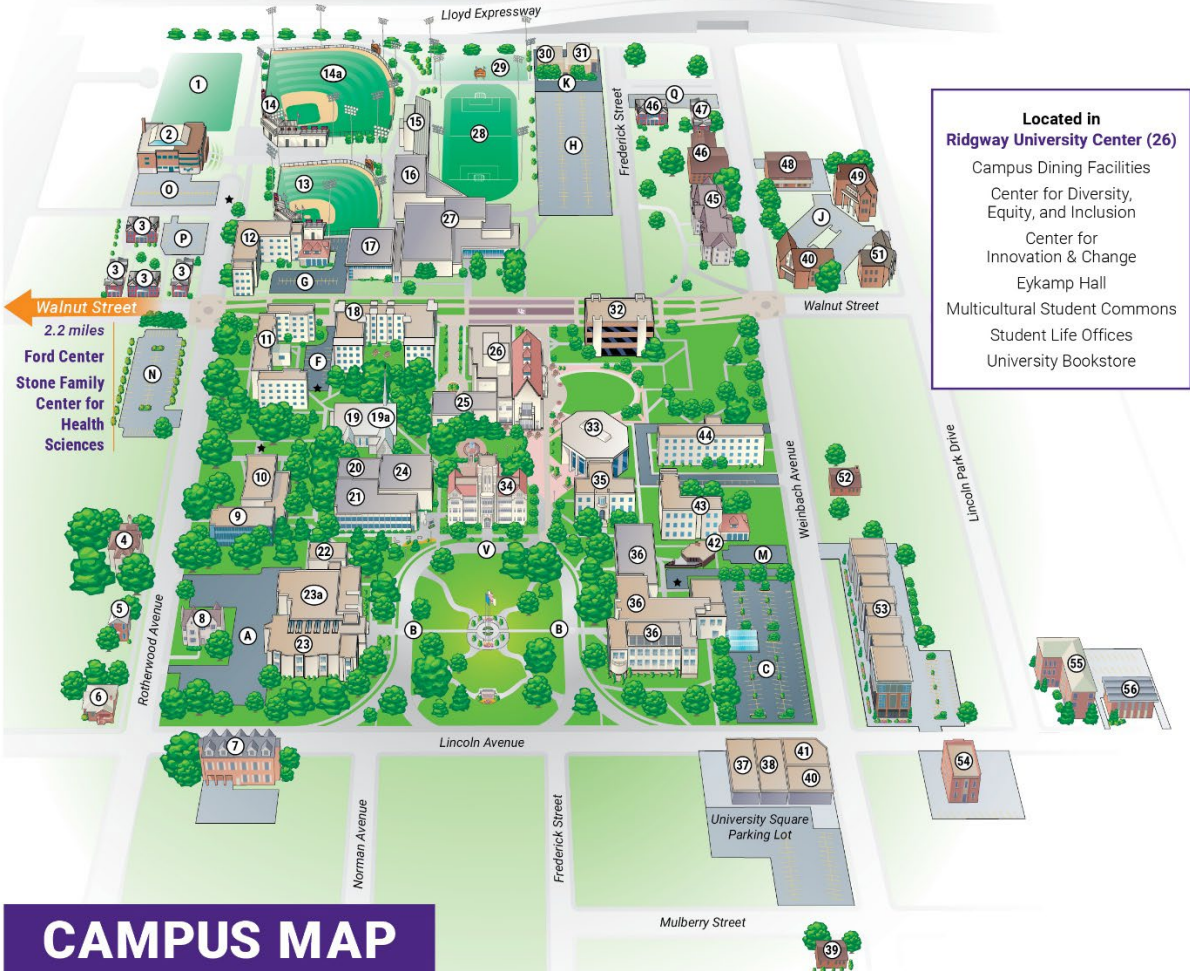 Lloyd Expressway
1
14a
14
2
O
29
30
31
K
28
15
H
Frederick Street
Q
46
47
46
48
49
45
J
40
51
16
13
27
3
P
12
17
G
3
3
3
Walnut Street
Walnut Street
2.2 miles
Ford Center
Stone Family
Center for
Health
Sciences
N
11
18
F
32
26
25
19
19a
33
44
10
20
24
21
34
35
43
52
Weinbach Avenue
Lincoln Park Drive
9
4
22
V
42
M
36
23a
36
5
8
A
23
B
B
36
C
53
6
Rotherwood Avenue
55
56
7
Lincoln Avenue
37
38
41
40
54
University Square
Parking Lot
Norman Avenue
Frederick Street
Mulberry Street
39
CAMPUS MAP
Located in
Ridgway University Center (26)
Campus Dining Facilities
Center for Diversity,
Equity, and Inclusion
Center for
Innovation & Change
Eykamp Hall
Multicultural Student Commons
Student Life Offices
University Bookstore